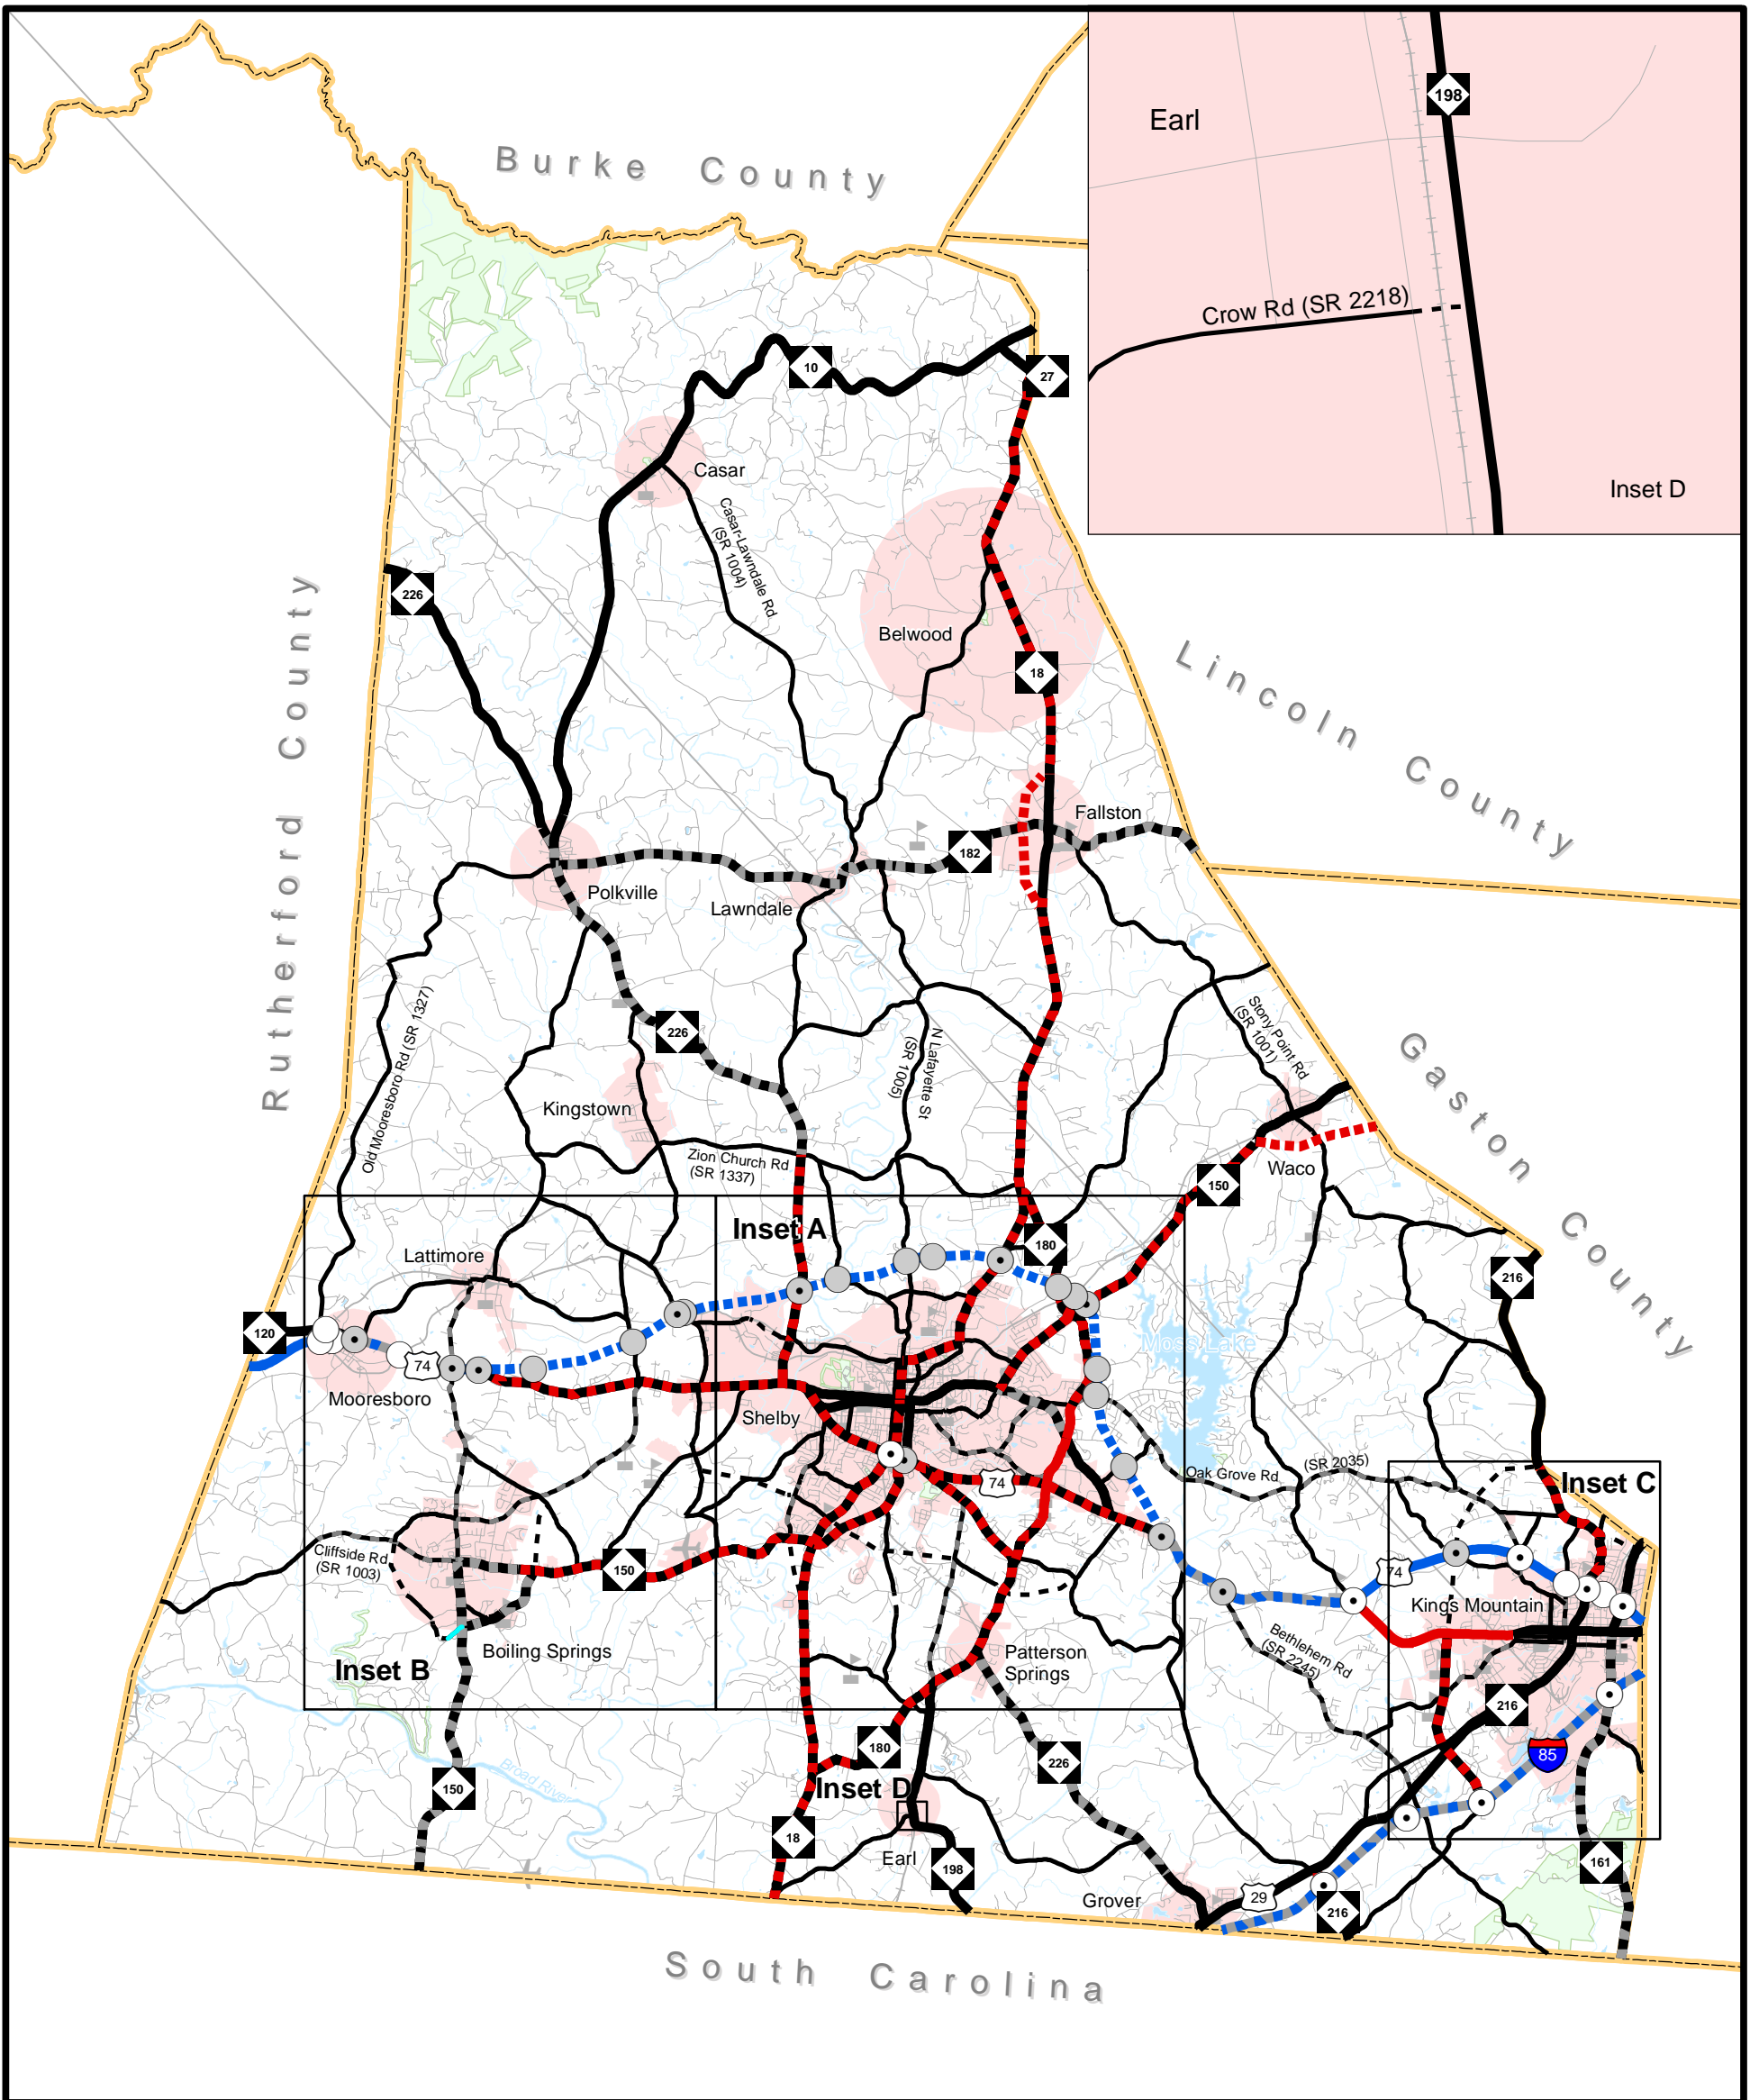 Burke County
Earl
198
Crow Rd (SR 2218)
Inset D
10
27
Casar
Casar-Lawndale Rd
(SR 1004)
226
Belwood
18
Rutherford County
Lincoln County
Fallston
182
Polkville
Lawndale
Old Mooresboro Rd (SR 1327)
226
N Lafayette St
(SR 1005)
Stony Point Rd
(SR 1001)
Gaston County
Kingstown
Zion Church Rd
(SR 1337)
Waco
150
Inset A
180
Lattimore
216
120
74
Moss Lake
Mooresboro
Shelby
74
Oak Grove Rd
(SR 2035)
Inset C
Cliffside Rd
(SR 1003)
150
74
Kings Mountain
Boiling Springs
Patterson
Springs
Bethlehem Rd
(SR 2245)
Inset B
216
180
226
85
Broad River
150
Inset D
18
Earl
198
161
Grover
29
216
South Carolina